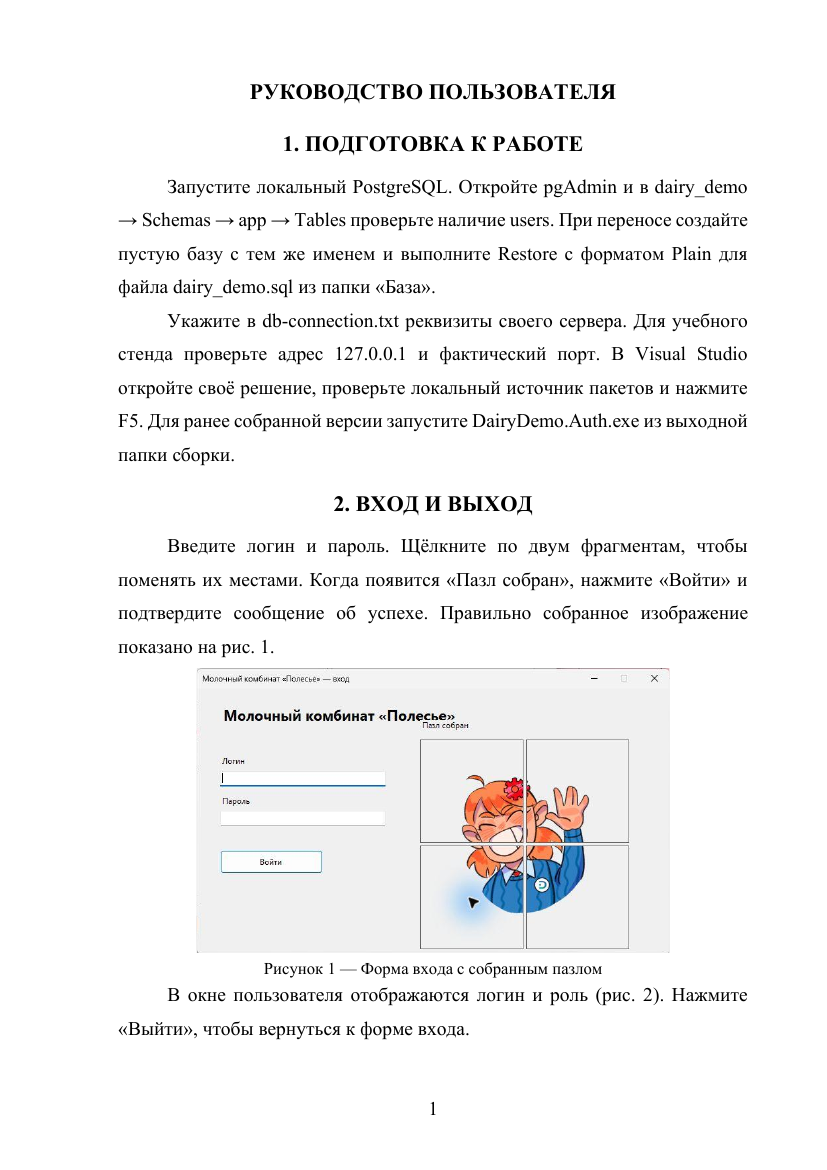 РУКОВОДСТВО ПОЛЬЗОВАТЕЛЯ
1. ПОДГОТОВКА К РАБОТЕ
Запустите локальный PostgreSQL. Откройте pgAdmin и в dairy_demo
→ Schemas → app → Tables проверьте наличие users. При переносе создайте
пустую базу с тем же именем и выполните Restore с форматом Plain для
файла dairy_demo.sql из папки «База».
Укажите в db-connection.txt реквизиты своего сервера. Для учебного
стенда проверьте адрес 127.0.0.1 и фактический порт. В Visual Studio
откройте своё решение, проверьте локальный источник пакетов и нажмите
F5. Для ранее собранной версии запустите DairyDemo.Auth.exe из выходной
папки сборки.
2. ВХОД И ВЫХОД
Введите логин и пароль. Щёлкните по двум фрагментам, чтобы
поменять их местами. Когда появится «Пазл собран», нажмите «Войти» и
подтвердите сообщение об успехе. Правильно собранное изображение
показано на рис. 1.
Молочный комбинат «Полесье» — вход
Молочный комбинат «Полесье»
Пазл собран
Логин
Пароль
Войти
Рисунок 1 — Форма входа с собранным пазлом
В окне пользователя отображаются логин и роль (рис. 2). Нажмите
«Выйти», чтобы вернуться к форме входа.
1